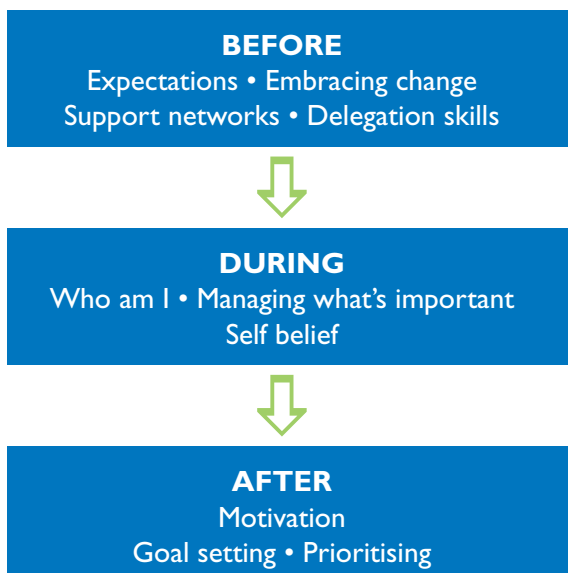 BEFORE
Expectations • Embracing change
Support networks • Delegation skills
DURING
Who am I • Managing what's important
Self belief
AFTER
Motivation
Goal setting • Prioritising